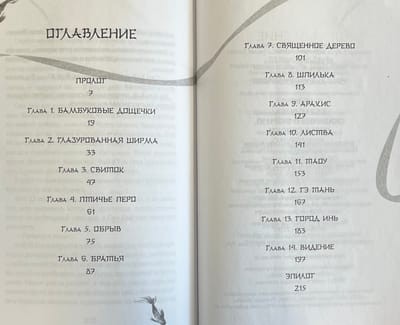 ОГЛАВЛЕНИЕ
ПРОЛОГ
7
Глава 1. БАМБУКОВЫЕ ДОЩЕЧКИ
19
Глава 2. ГЛАЗУРОВАННАЯ ШИРМА
33
Глава 3. СВИТОК
47
Глава 4. ПТИЧЬЕ ПЕРО
61
Глава 5. ОБРЫВ
75
Глава 6. БРАТЬЯ
87
Глава 7. СВЯЩЕННОЕ ДЕРЕВО
101
Глава 8. ШПИЛЬКА
113
Глава 9. АРАХИС
127
Глава 10. ЛИСТВА
141
Глава 11. ТАОУ
153
Глава 12. ГЭ ТАНЬ
167
Глава 13. ГОРОД ИНЬ
183
Глава 14. ВИДЕНИЕ
197
ЭПИЛОГ
215